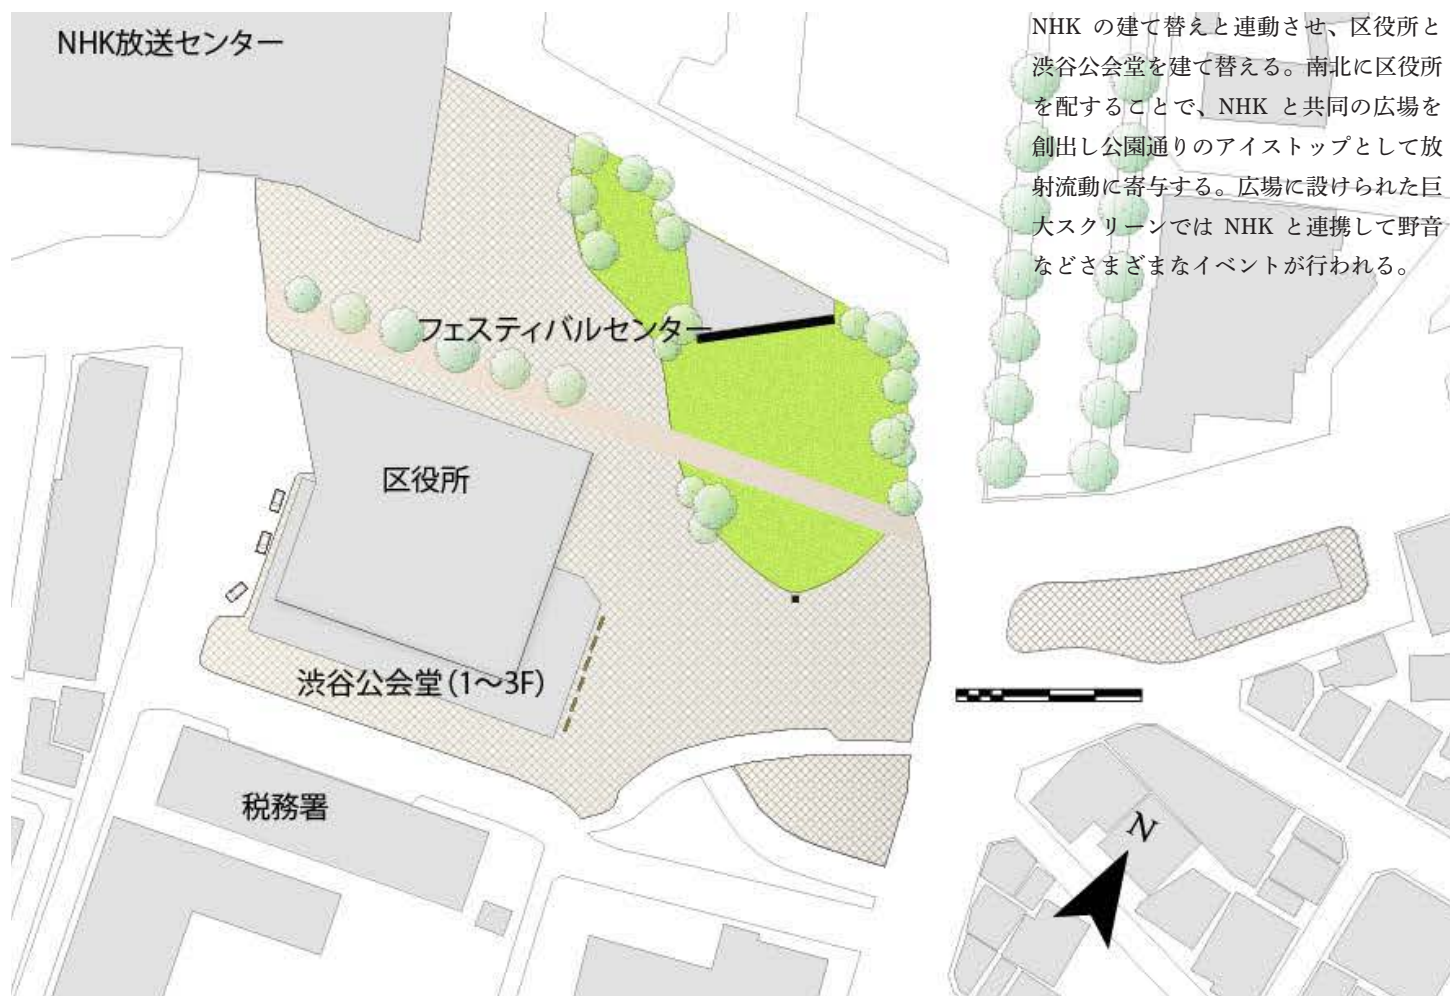 NHK放送センター
NHK の建て替えと連動させ、区役所と
渋谷公会堂を建て替える。南北に区役所
を配することで、NHK と共同の広場を
創出し公園通りのアイストップとして放
射流動に寄与する。広場に設けられた巨
大スクリーンでは NHK と連携して野音
などさまざまなイベントが行われる。
フェスティバルセンター
区役所
渋谷公会堂(1〜3F)
税務署
N